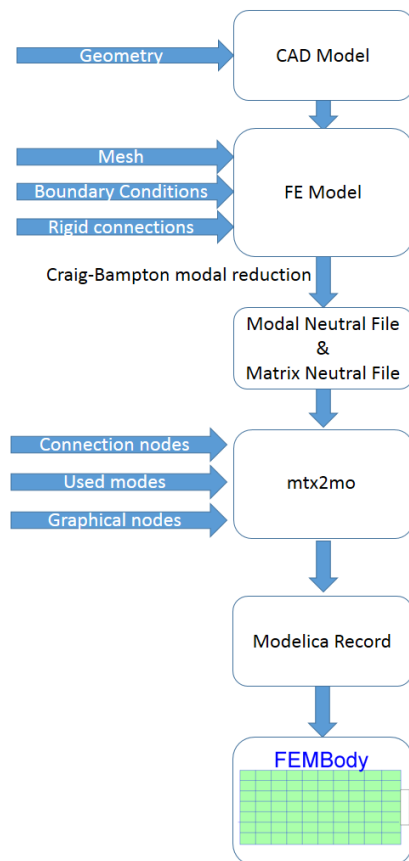 Geometry
CAD Model
Mesh
Boundary Conditions
FE Model
Rigid connections
Craig-Bampton modal reduction
Modal Neutral File
&
Matrix Neutral File
Connection nodes
Used modes
mtx2mo
Graphical nodes
Modelica Record
FEMBody